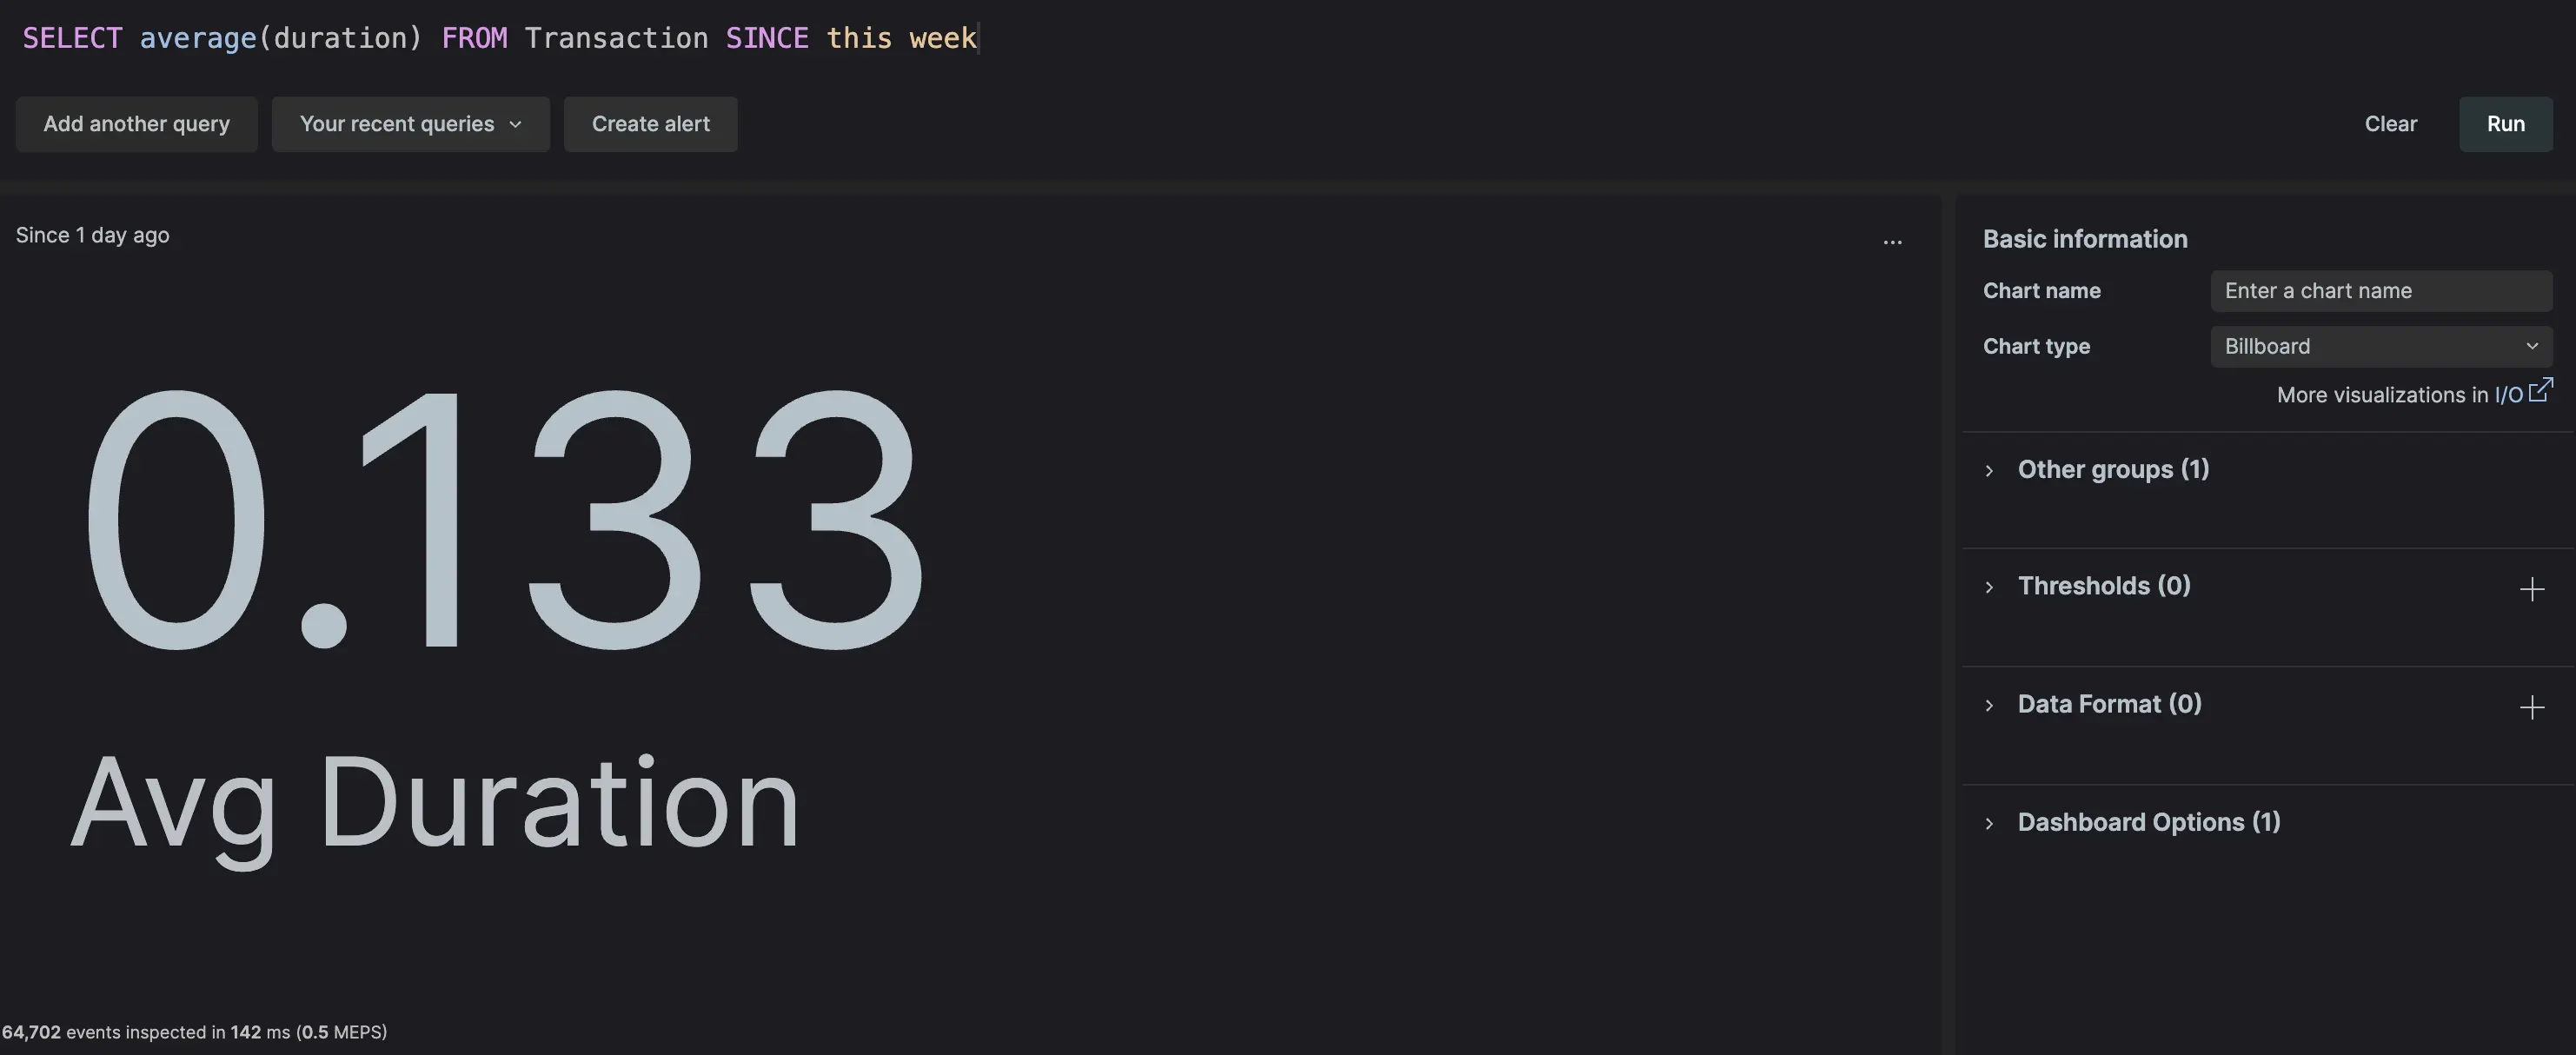 SELECT average(duration) FROM Transaction SINCE this week
Add another query
Your recent queries
Create alert
Clear
Run
Since 1 day ago
...
0.133
Avg Duration
64,702 events inspected in 142 ms (0.5 MEPS)
Basic information
Chart name
Enter a chart name
Chart type
Billboard
More visualizations in I/O
Other groups (1)
Thresholds (0)
Data Format (0)
Dashboard Options (1)